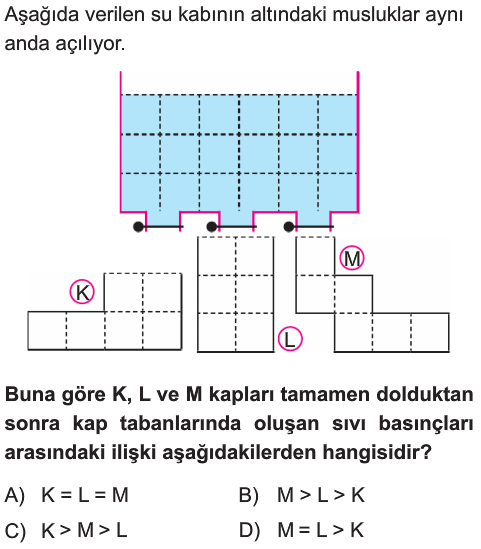 Aşağıda verilen su kabının altındaki musluklar aynı
anda açılıyor.
K
M
L
Buna göre K, L ve M kapları tamamen dolduktan
sonra kap tabanlarında oluşan sıvı basınçları
arasındaki ilişki aşağıdakilerden hangisidir?
A) K = L = M
B) M > L > K
C) K > M > L
D) M = L > K